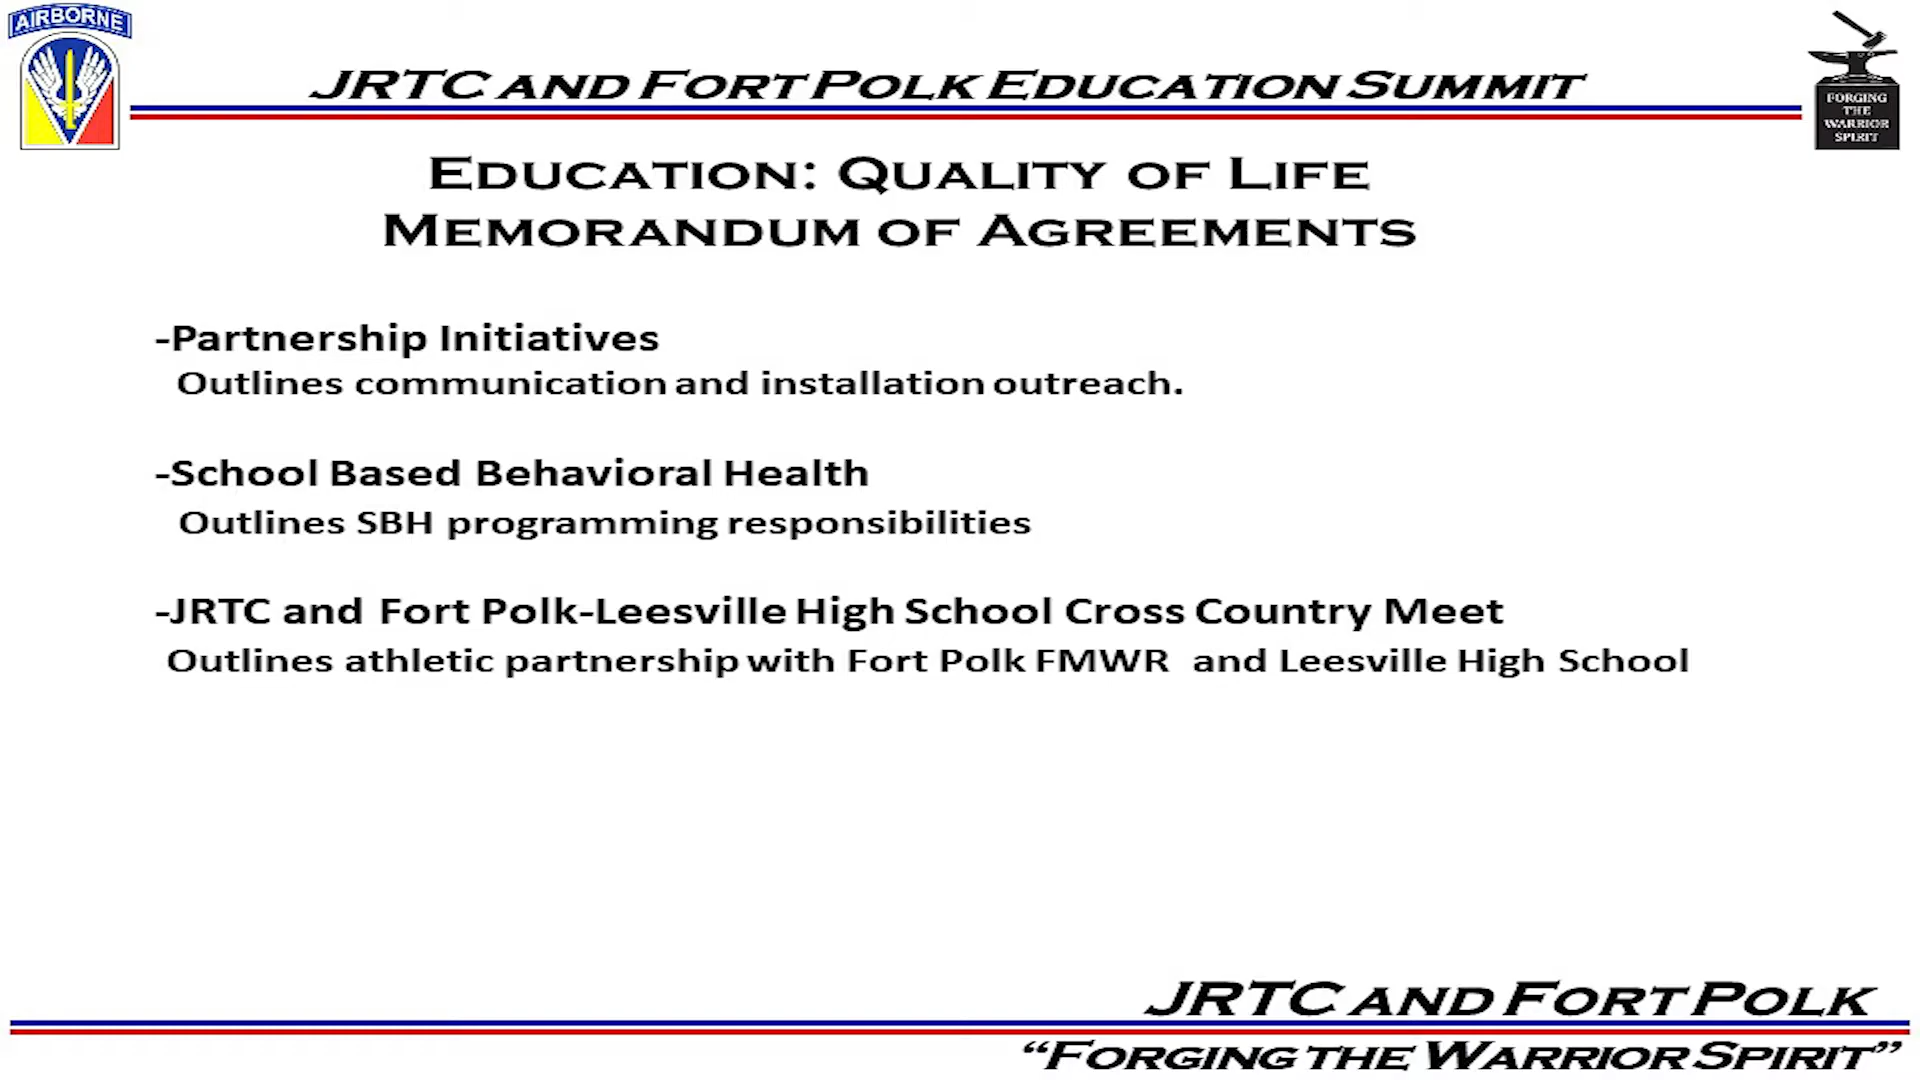 AIRBORNE
JRTC AND FORT POLK EDUCATION SUMMIT
FORGING
THE
WARRIOR
SPIRIT
EDUCATION: QUALITY OF LIFE
MEMORANDUM OF AGREEMENTS
-Partnership Initiatives
Outlines communication and installation outreach.
-School Based Behavioral Health
Outlines SBH programming responsibilities
-JRTC and Fort Polk-Leesville High School Cross Country Meet
Outlines athletic partnership with Fort Polk FMWR and Leesville High School
JRTC AND FORT POLK
“FORGING THE WARRIOR SPIRIT”